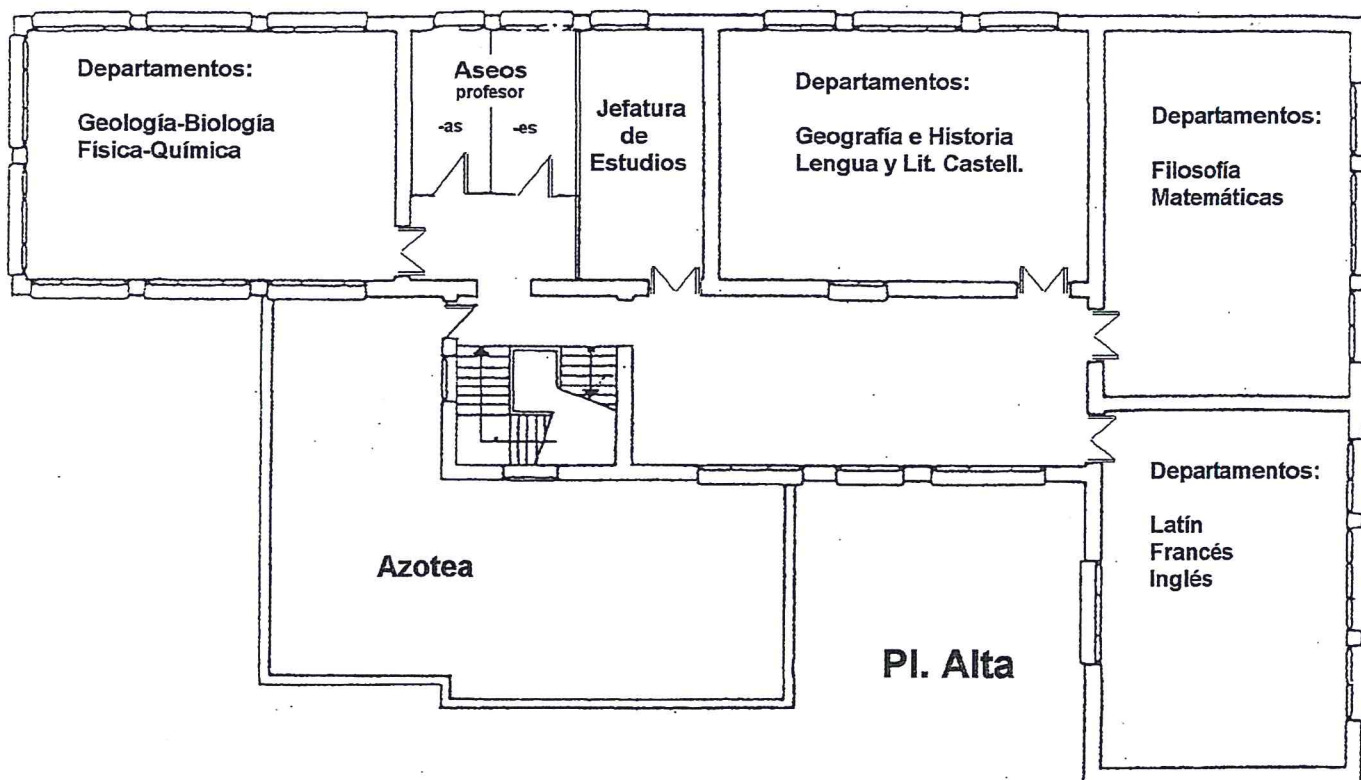 Departamentos:
Geología-Biología
Física-Química
Aseos
profesor
-as
-es
Jefatura
de
Estudios
Departamentos:
Geografía e Historia
Lengua y Lit. Castell.
Departamentos:
Filosofía
Matemáticas
Departamentos:
Latín
Francés
Inglés
Azotea
Pl. Alta